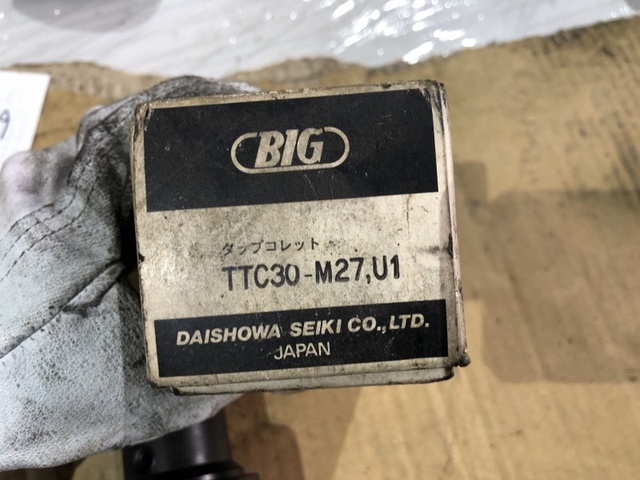 BIG
タップコレット
TTC30-M27,U1
DAISHOWA SEIKI CO.,LTD.
JAPAN